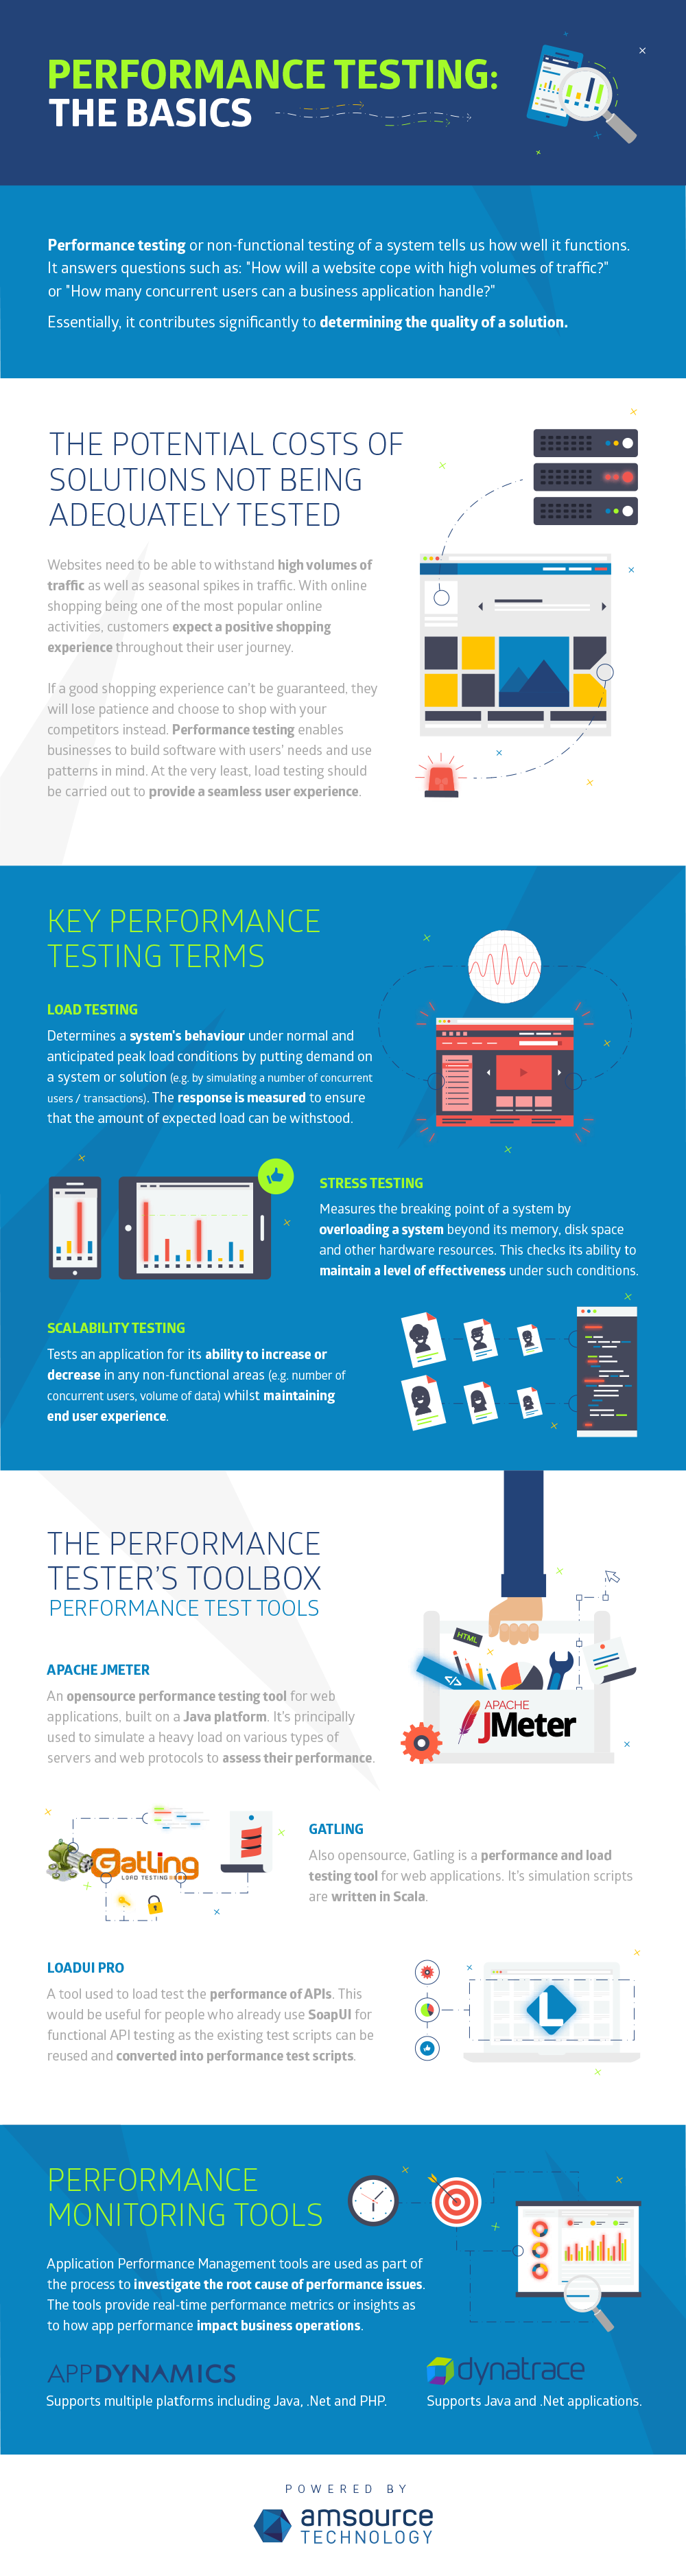 PERFORMANCE TESTING:
THE BASICS
Performance testing or non-functional testing of a system tells us how well it functions.
It answers questions such as: "How will a website cope with high volumes of traffic?"
or "How many concurrent users can a business application handle?"
Essentially, it contributes significantly to determining the quality of a solution.
THE POTENTIAL COSTS OF
SOLUTIONS NOT BEING
ADEQUATELY TESTED
Websites need to be able to withstand high volumes of
traffic as well as seasonal spikes in traffic. With online
shopping being one of the most popular online
activities, customers expect a positive shopping
experience throughout their user journey.
If a good shopping experience can't be guaranteed, they
will lose patience and choose to shop with your
competitors instead. Performance testing enables
businesses to build software with users' needs and use
patterns in mind. At the very least, load testing should
be carried out to provide a seamless user experience.
KEY PERFORMANCE
TESTING TERMS
LOAD TESTING
Determines a system's behaviour under normal and
anticipated peak load conditions by putting demand on
a system or solution (e.g. by simulating a number of concurrent
users / transactions). The response is measured to ensure
that the amount of expected load can be withstood.
STRESS TESTING
Measures the breaking point of a system by
overloading a system beyond its memory, disk space
and other hardware resources. This checks its ability to
maintain a level of effectiveness under such conditions.
SCALABILITY TESTING
Tests an application for its ability to increase or
decrease in any non-functional areas (e.g. number of
concurrent users, volume of data) whilst maintaining
end user experience.
THE PERFORMANCE
TESTER'S TOOLBOX
PERFORMANCE TEST TOOLS
HTML
</>
APACHE
JMeter
APACHE JMETER
An opensource performance testing tool for web
applications, built on a Java platform. It's principally
used to simulate a heavy load on various types of
servers and web protocols to assess their performance.
Gatling
LOAD TESTING
GATLING
Also opensource, Gatling is a performance and load
testing tool for web applications. It's simulation scripts
are written in Scala.
LOADUI PRO
A tool used to load test the performance of APIs. This
would be useful for people who already use SoapUI for
functional API testing as the existing test scripts can be
reused and converted into performance test scripts.
L
PERFORMANCE
MONITORING TOOLS
Application Performance Management tools are used as part of
the process to investigate the root cause of performance issues.
The tools provide real-time performance metrics or insights as
to how app performance impact business operations.
APPDYNAMICS
Supports multiple platforms including Java, .Net and PHP.
dynatrace
Supports Java and .Net applications.
POWERED BY
amsource
TECHNOLOGY